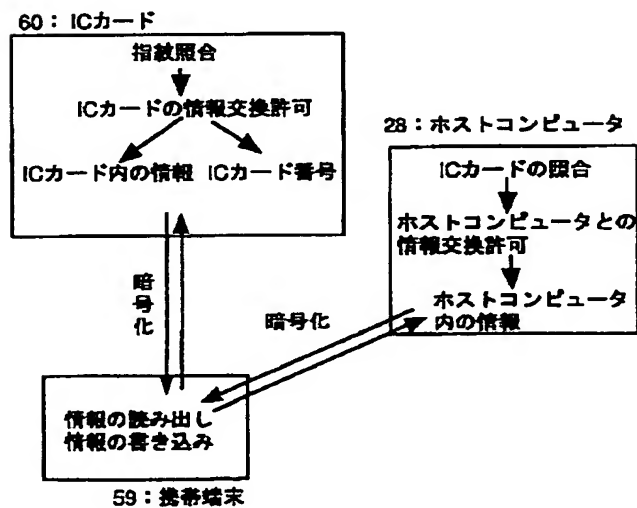 60：ICカード
指紋照合
ICカードの情報交換許可
ICカード内の情報 ICカード番号
28：ホストコンピュータ
ICカードの照合
ホストコンピュータとの
情報交換許可
ホストコンピュータ
内の情報
暗号化
暗号化
情報の読み出し
情報の書き込み
59：携帯端末